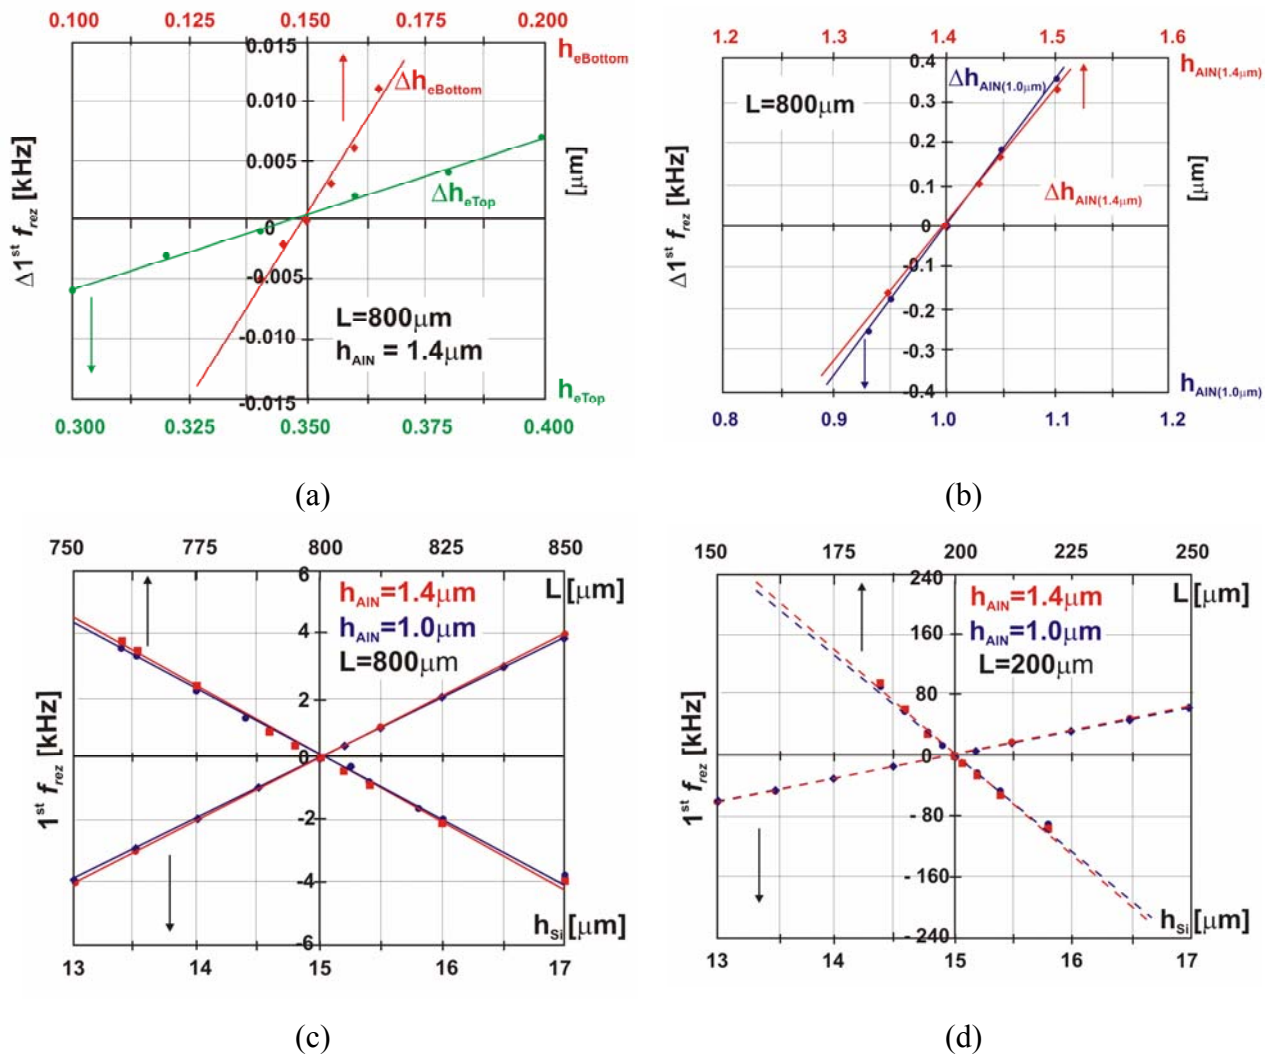 0.100 0.125 0.150 0.175 0.200
0.015
h_eBottom
Δh_eBottom
0.010
0.005
Δh_eTop
0
-0.005
-0.010
-0.015
Δ1st f_rez [kHz]
[μm]
L=800μm
h_AlN = 1.4μm
h_eTop
0.300 0.325 0.350 0.375 0.400
(a)
1.2 1.3 1.4 1.5 1.6
0.4
h_AlN(1.4μm)
Δh_AlN(1.0μm)
L=800μm
0.3
0.2
0.1
Δh_AlN(1.4μm)
0
-0.1
-0.2
-0.3
-0.4
Δ1st f_rez [kHz]
[μm]
h_AlN(1.0μm)
0.8 0.9 1.0 1.1 1.2
(b)
750 775 800 825 850
6
L [μm]
h_AlN=1.4μm
h_AlN=1.0μm
L=800μm
4
2
0
-2
-4
-6
1st f_rez [kHz]
h_Si [μm]
13 14 15 16 17
(c)
150 175 200 225 250
240
L [μm]
h_AlN=1.4μm
h_AlN=1.0μm
L=200μm
160
80
0
- 80
- 160
- 240
1st f_rez [kHz]
h_Si [μm]
13 14 15 16 17
(d)